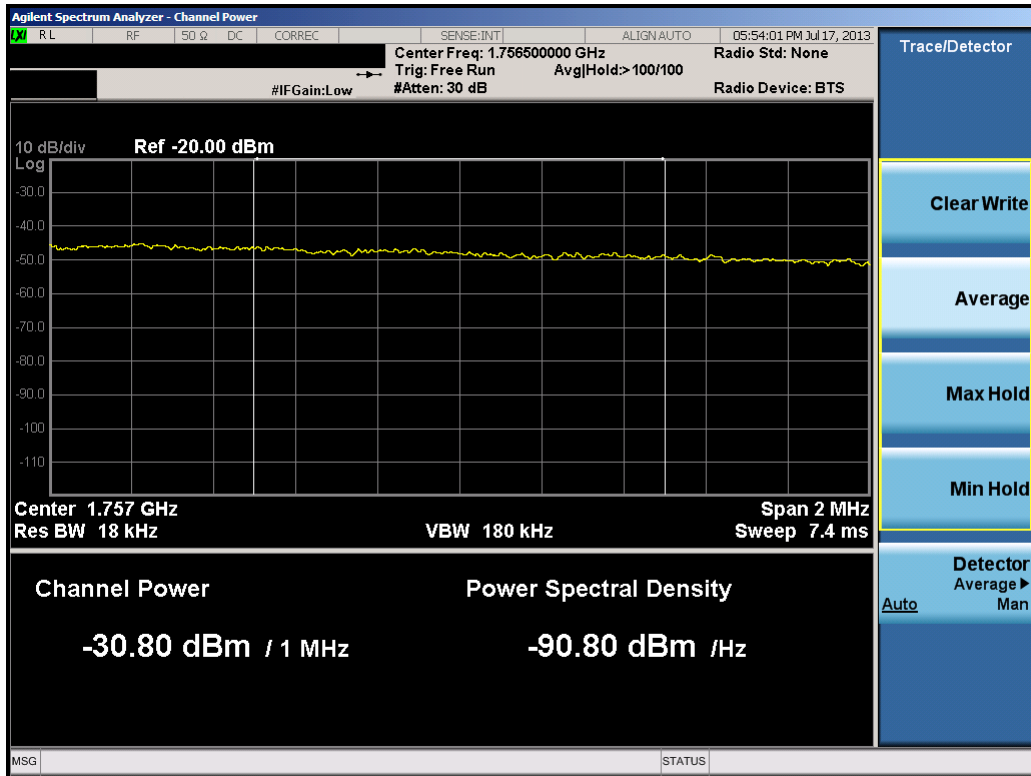 Agilent Spectrum Analyzer - Channel Power
LXI RL RF 50 Ω DC CORREC SENSE:INT ALIGN AUTO 05:54:01 PM Jul 17, 2013
Center Freq: 1.756500000 GHz Radio Std: None
Trig: Free Run Avg|Hold:> 100/100
#IFGain:Low #Atten: 30 dB Radio Device: BTS
10 dB/div Ref -20.00 dBm
Log
-30.0
-40.0
-50.0
-60.0
-70.0
-80.0
-90.0
-100
-110
Center 1.757 GHz Span 2 MHz
Res BW 18 kHz VBW 180 kHz Sweep 7.4 ms
Channel Power Power Spectral Density
-30.80 dBm / 1 MHz -90.80 dBm /Hz
MSG STATUS
Trace/Detector
Clear Write
Average
Max Hold
Min Hold
Detector
Average▶
Auto Man